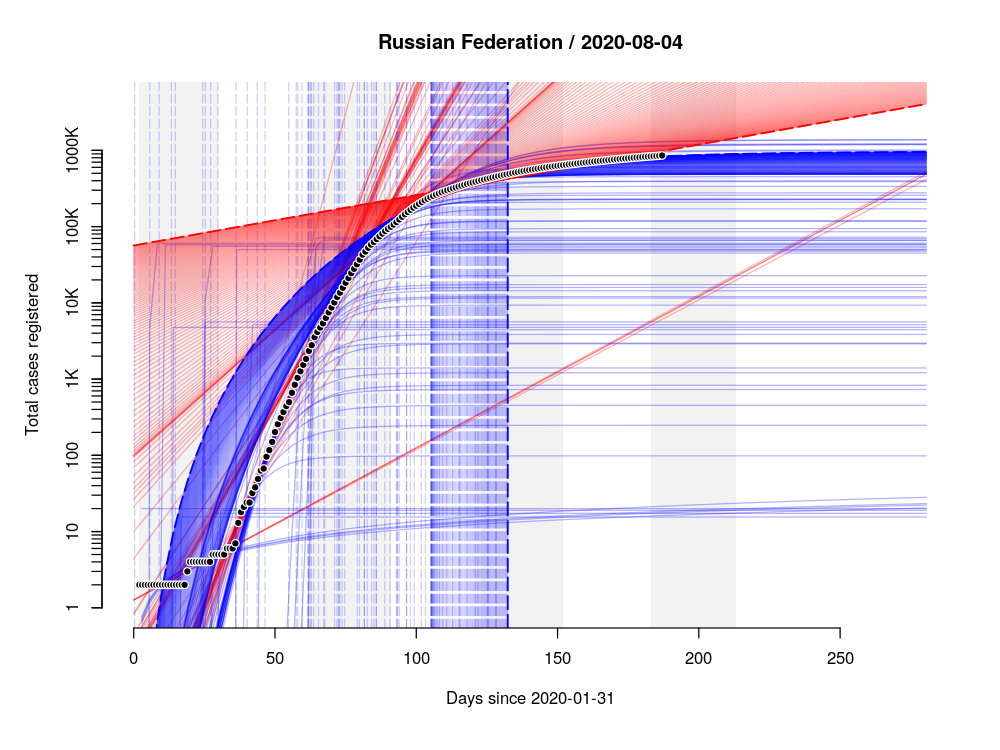 Russian Federation / 2020-08-04
Total cases registered
1000K
100K
10K
1K
100
10
1
0
50
100
150
200
250
Days since 2020-01-31